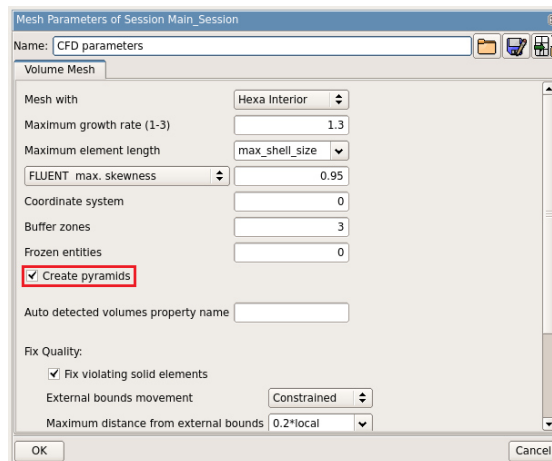 Mesh Parameters of Session Main_Session
Name: CFD parameters
Volume Mesh
Mesh with Hexa Interior
Maximum growth rate (1-3) 1.3
Maximum element length max_shell_size
FLUENT max. skewness 0.95
Coordinate system 0
Buffer zones 3
Frozen entities 0
Create pyramids
Auto detected volumes property name
Fix Quality:
Fix violating solid elements
External bounds movement Constrained
Maximum distance from external bounds 0.2*local
OK Cancel